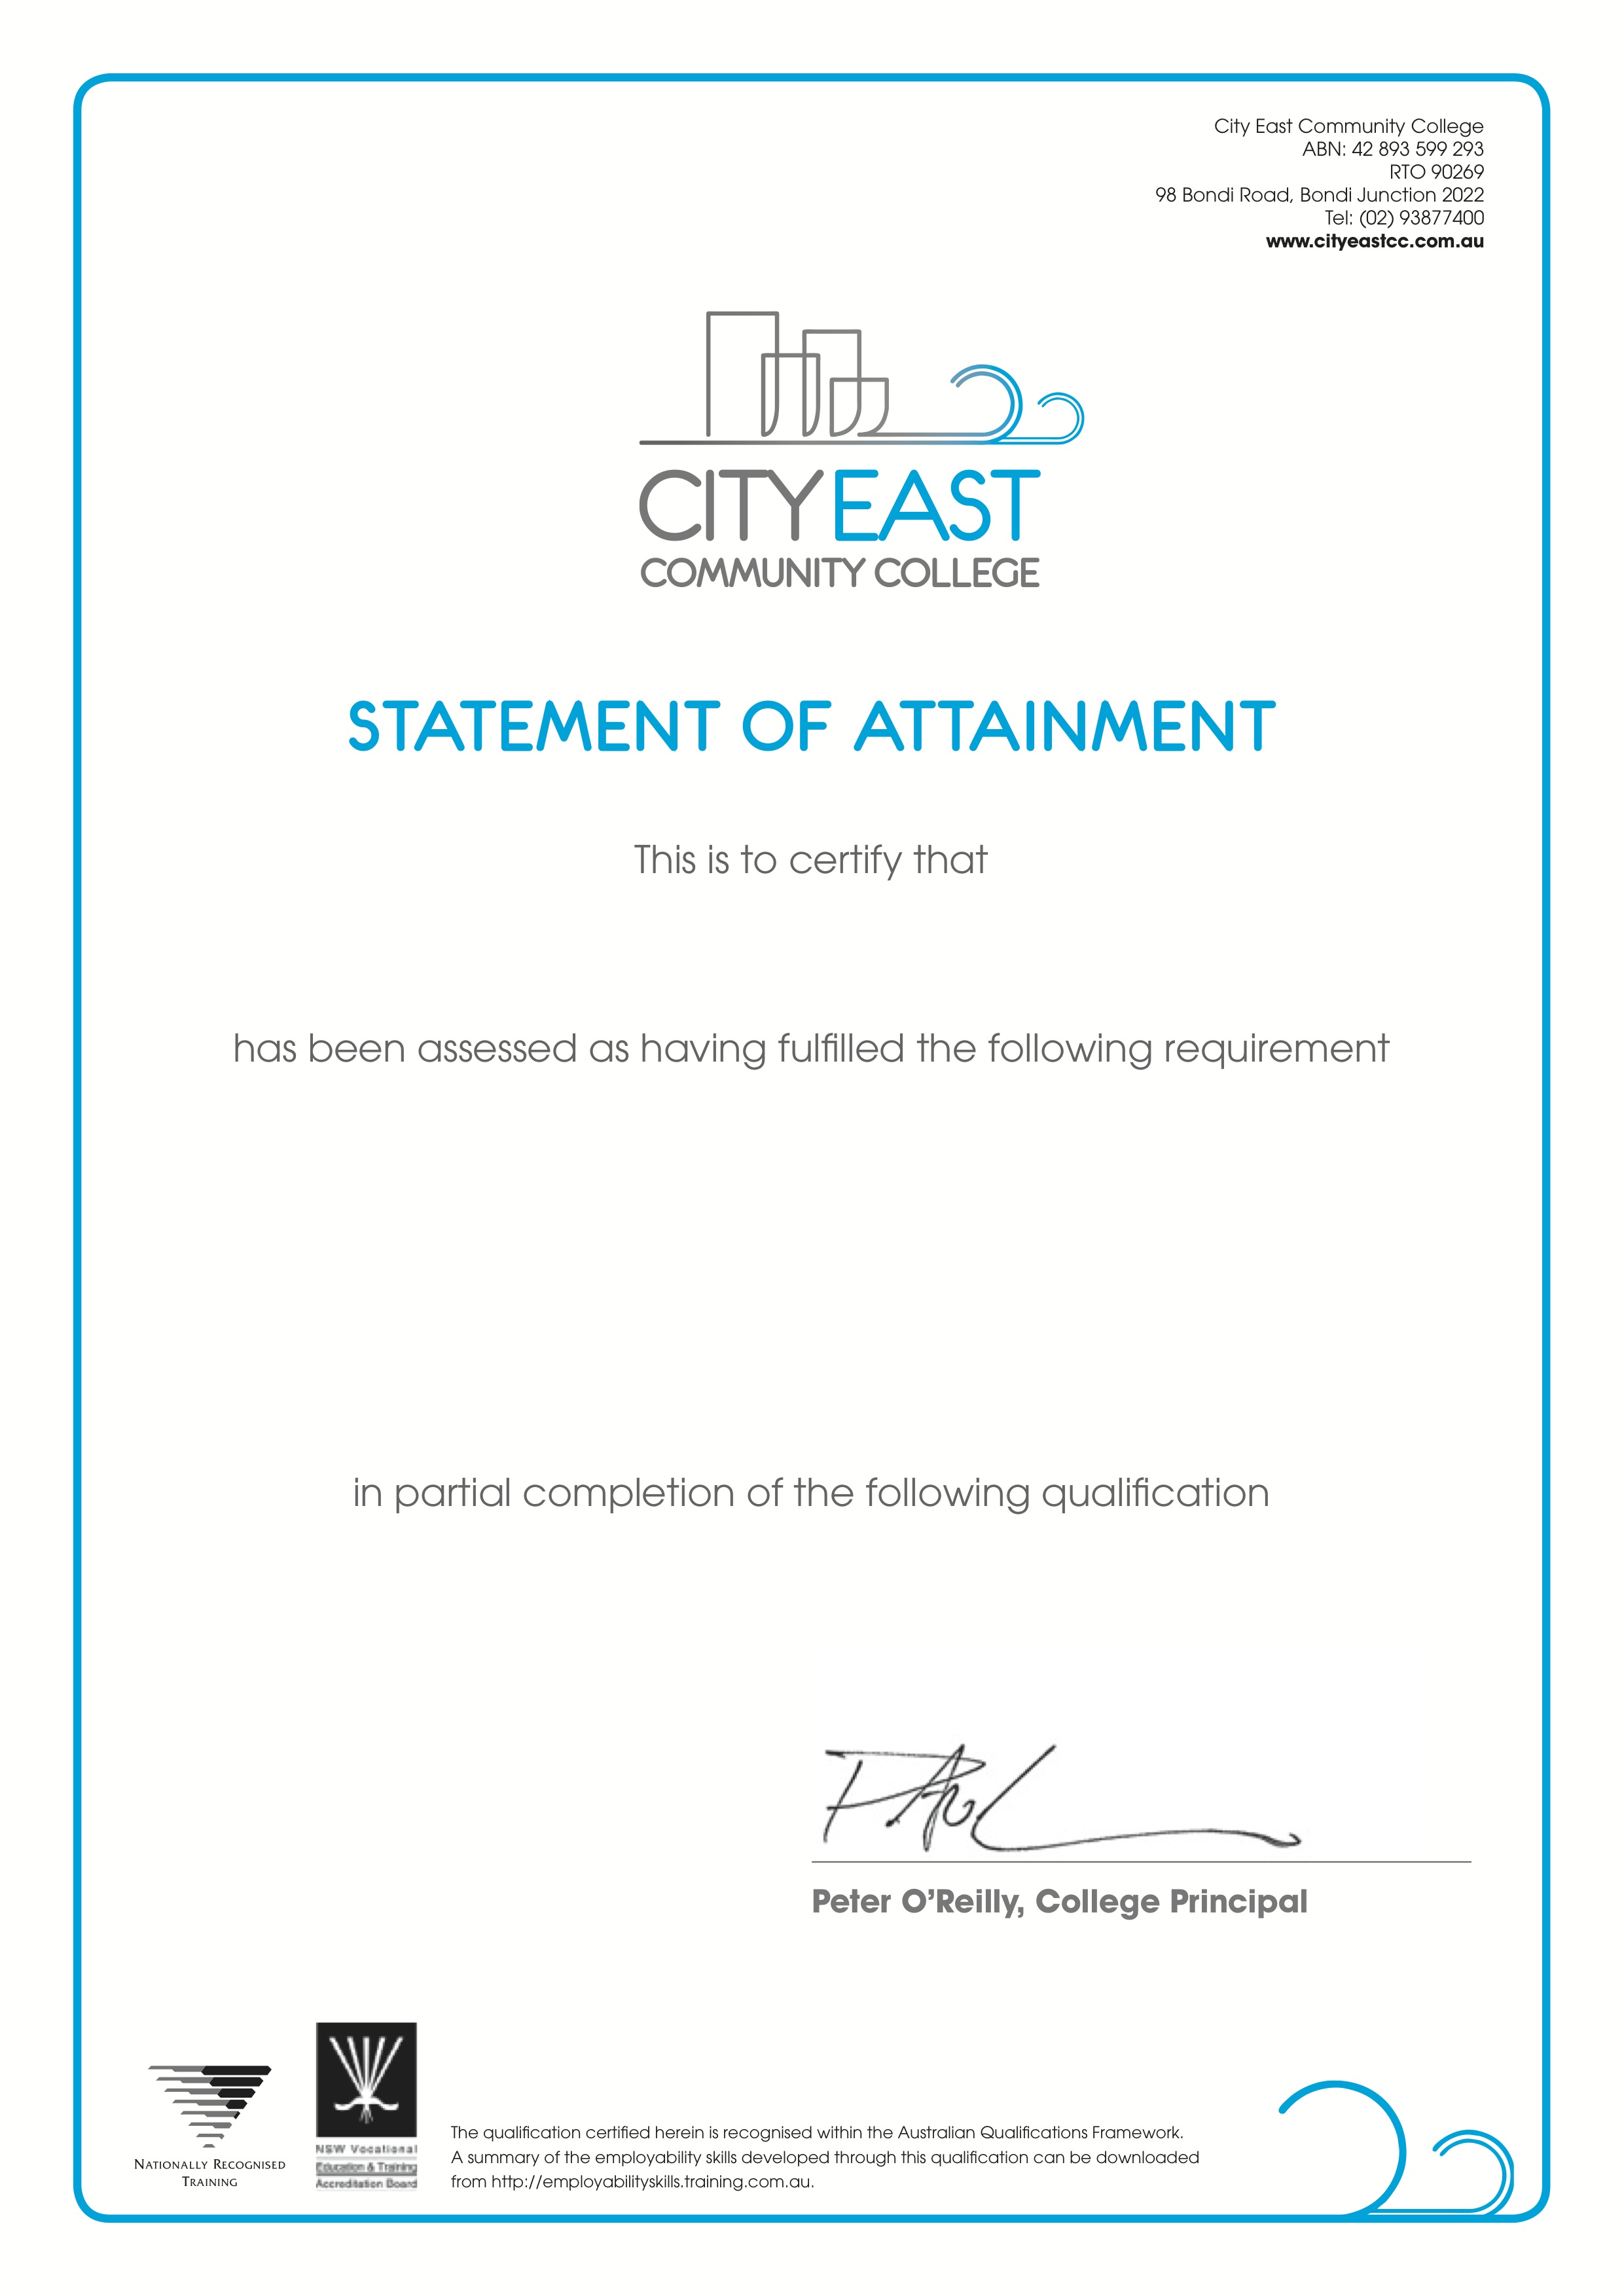 City East Community College
ABN: 42 893 599 293
RTO 90269
98 Bondi Road, Bondi Junction 2022
Tel: (02) 93877400
www.cityeastcc.com.au
CITYEAST
COMMUNITY COLLEGE
STATEMENT OF ATTAINMENT
This is to certify that
has been assessed as having fulfilled the following requirement
in partial completion of the following qualification
Peter O’Reilly, College Principal
NATIONALLY RECOGNISED
TRAINING
NSW Vocational
Education & Training
Accreditation Board
The qualification certified herein is recognised within the Australian Qualifications Framework.
A summary of the employability skills developed through this qualification can be downloaded
from http://employabilityskills.training.com.au.